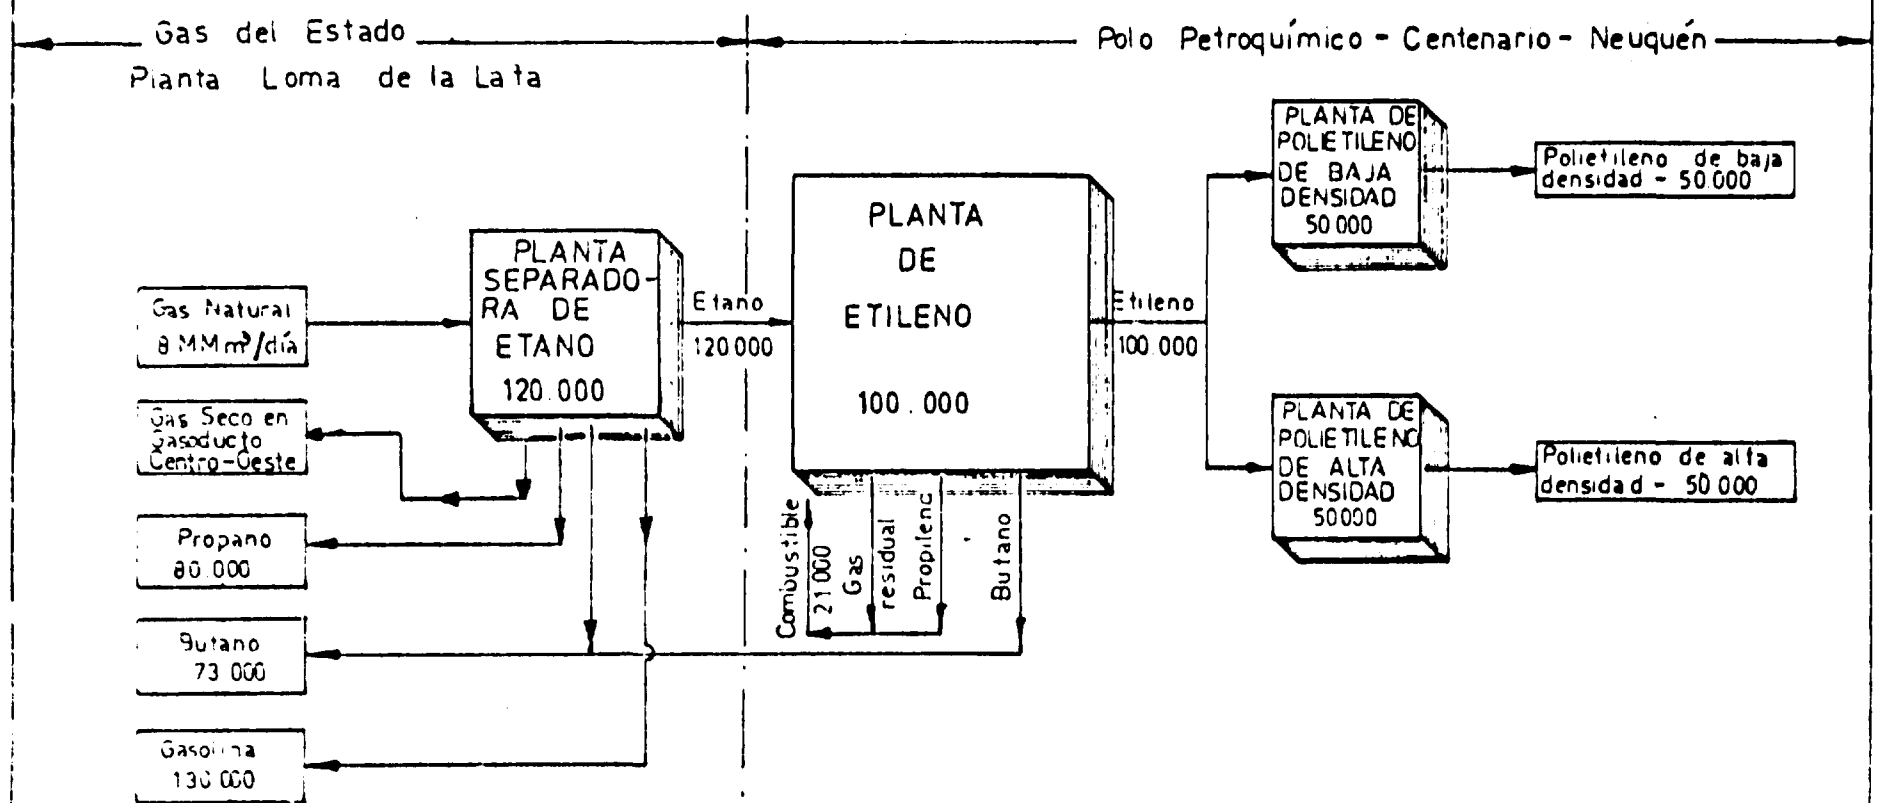 Gas del Estado
Planta Loma de la Lata
Polo Petroquímico - Centenario - Neuquén
PLANTA DE
POLIETILENO
DE BAJA
DENSIDAD
50.000
Polietileno de baja
densidad - 50.000
PLANTA
DE
ETILENO
100.000
PLANTA
SEPARADO-
RA DE
ETANO
120.000
Gas Natural
8 MMm³/día
Etano
120.000
Etileno
100.000
Gas Seco en
Gasoducto
Centro-Oeste
PLANTA DE
POLIETILENO
DE ALTA
DENSIDAD
50000
Polietileno de alta
densidad - 50.000
Propano
80.000
Combustible
21000
Gas
residual
Propileno
Butano
Butano
73.000
Gasolina
130.000